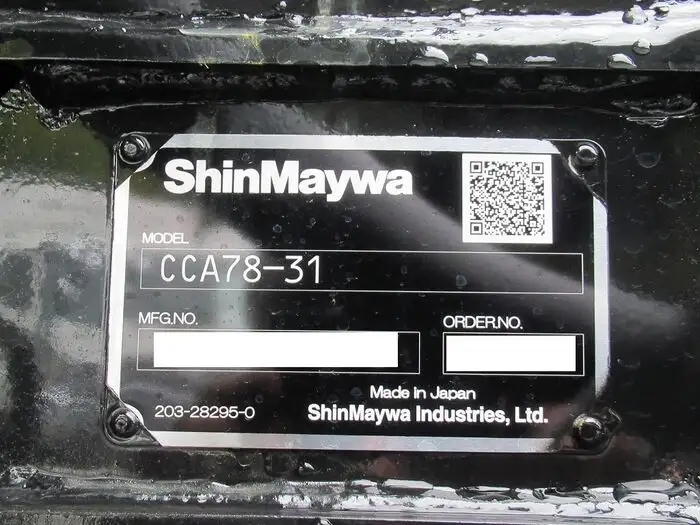 ShinMaywa
MODEL
CCA78-31
MFG.NO.
ORDER.NO.
Made in Japan
203-28295-0
ShinMaywa Industries, Ltd.